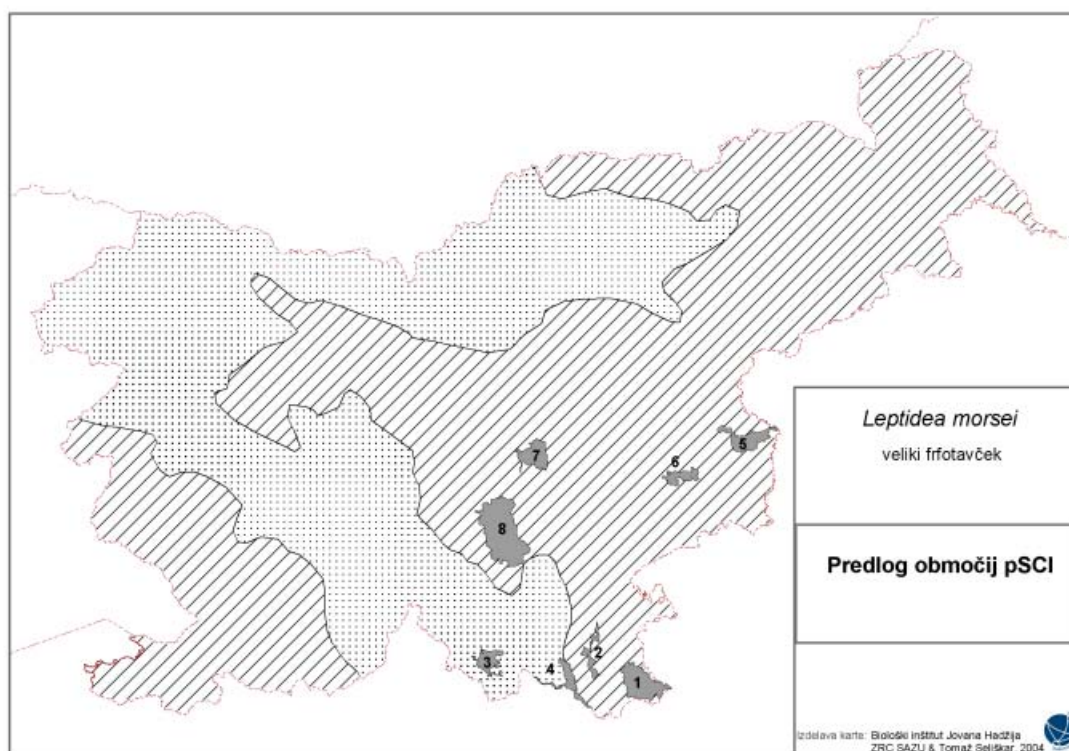 Leptidea morsei
veliki frfotavček
Predlog območij pSCI
Izdelava karte: Biološki inštitut Jovana Hadžija
ZRC SAZU & Tomaž Seliškar, 2004
5
7
6
8
2
3
4
1